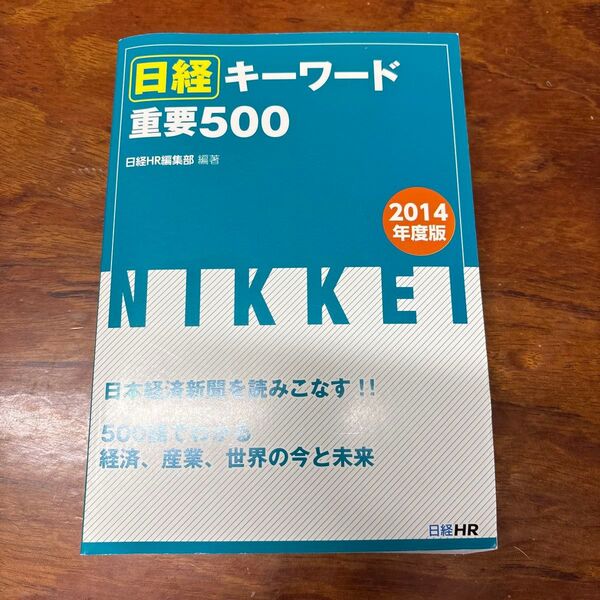 日経キーワード
重要500
日経HR編集部 編著
2014
年度版
NIKKEI
日本経済新聞を読みこなす!!
500語でわかる
経済、産業、世界の今と未来
日経HR